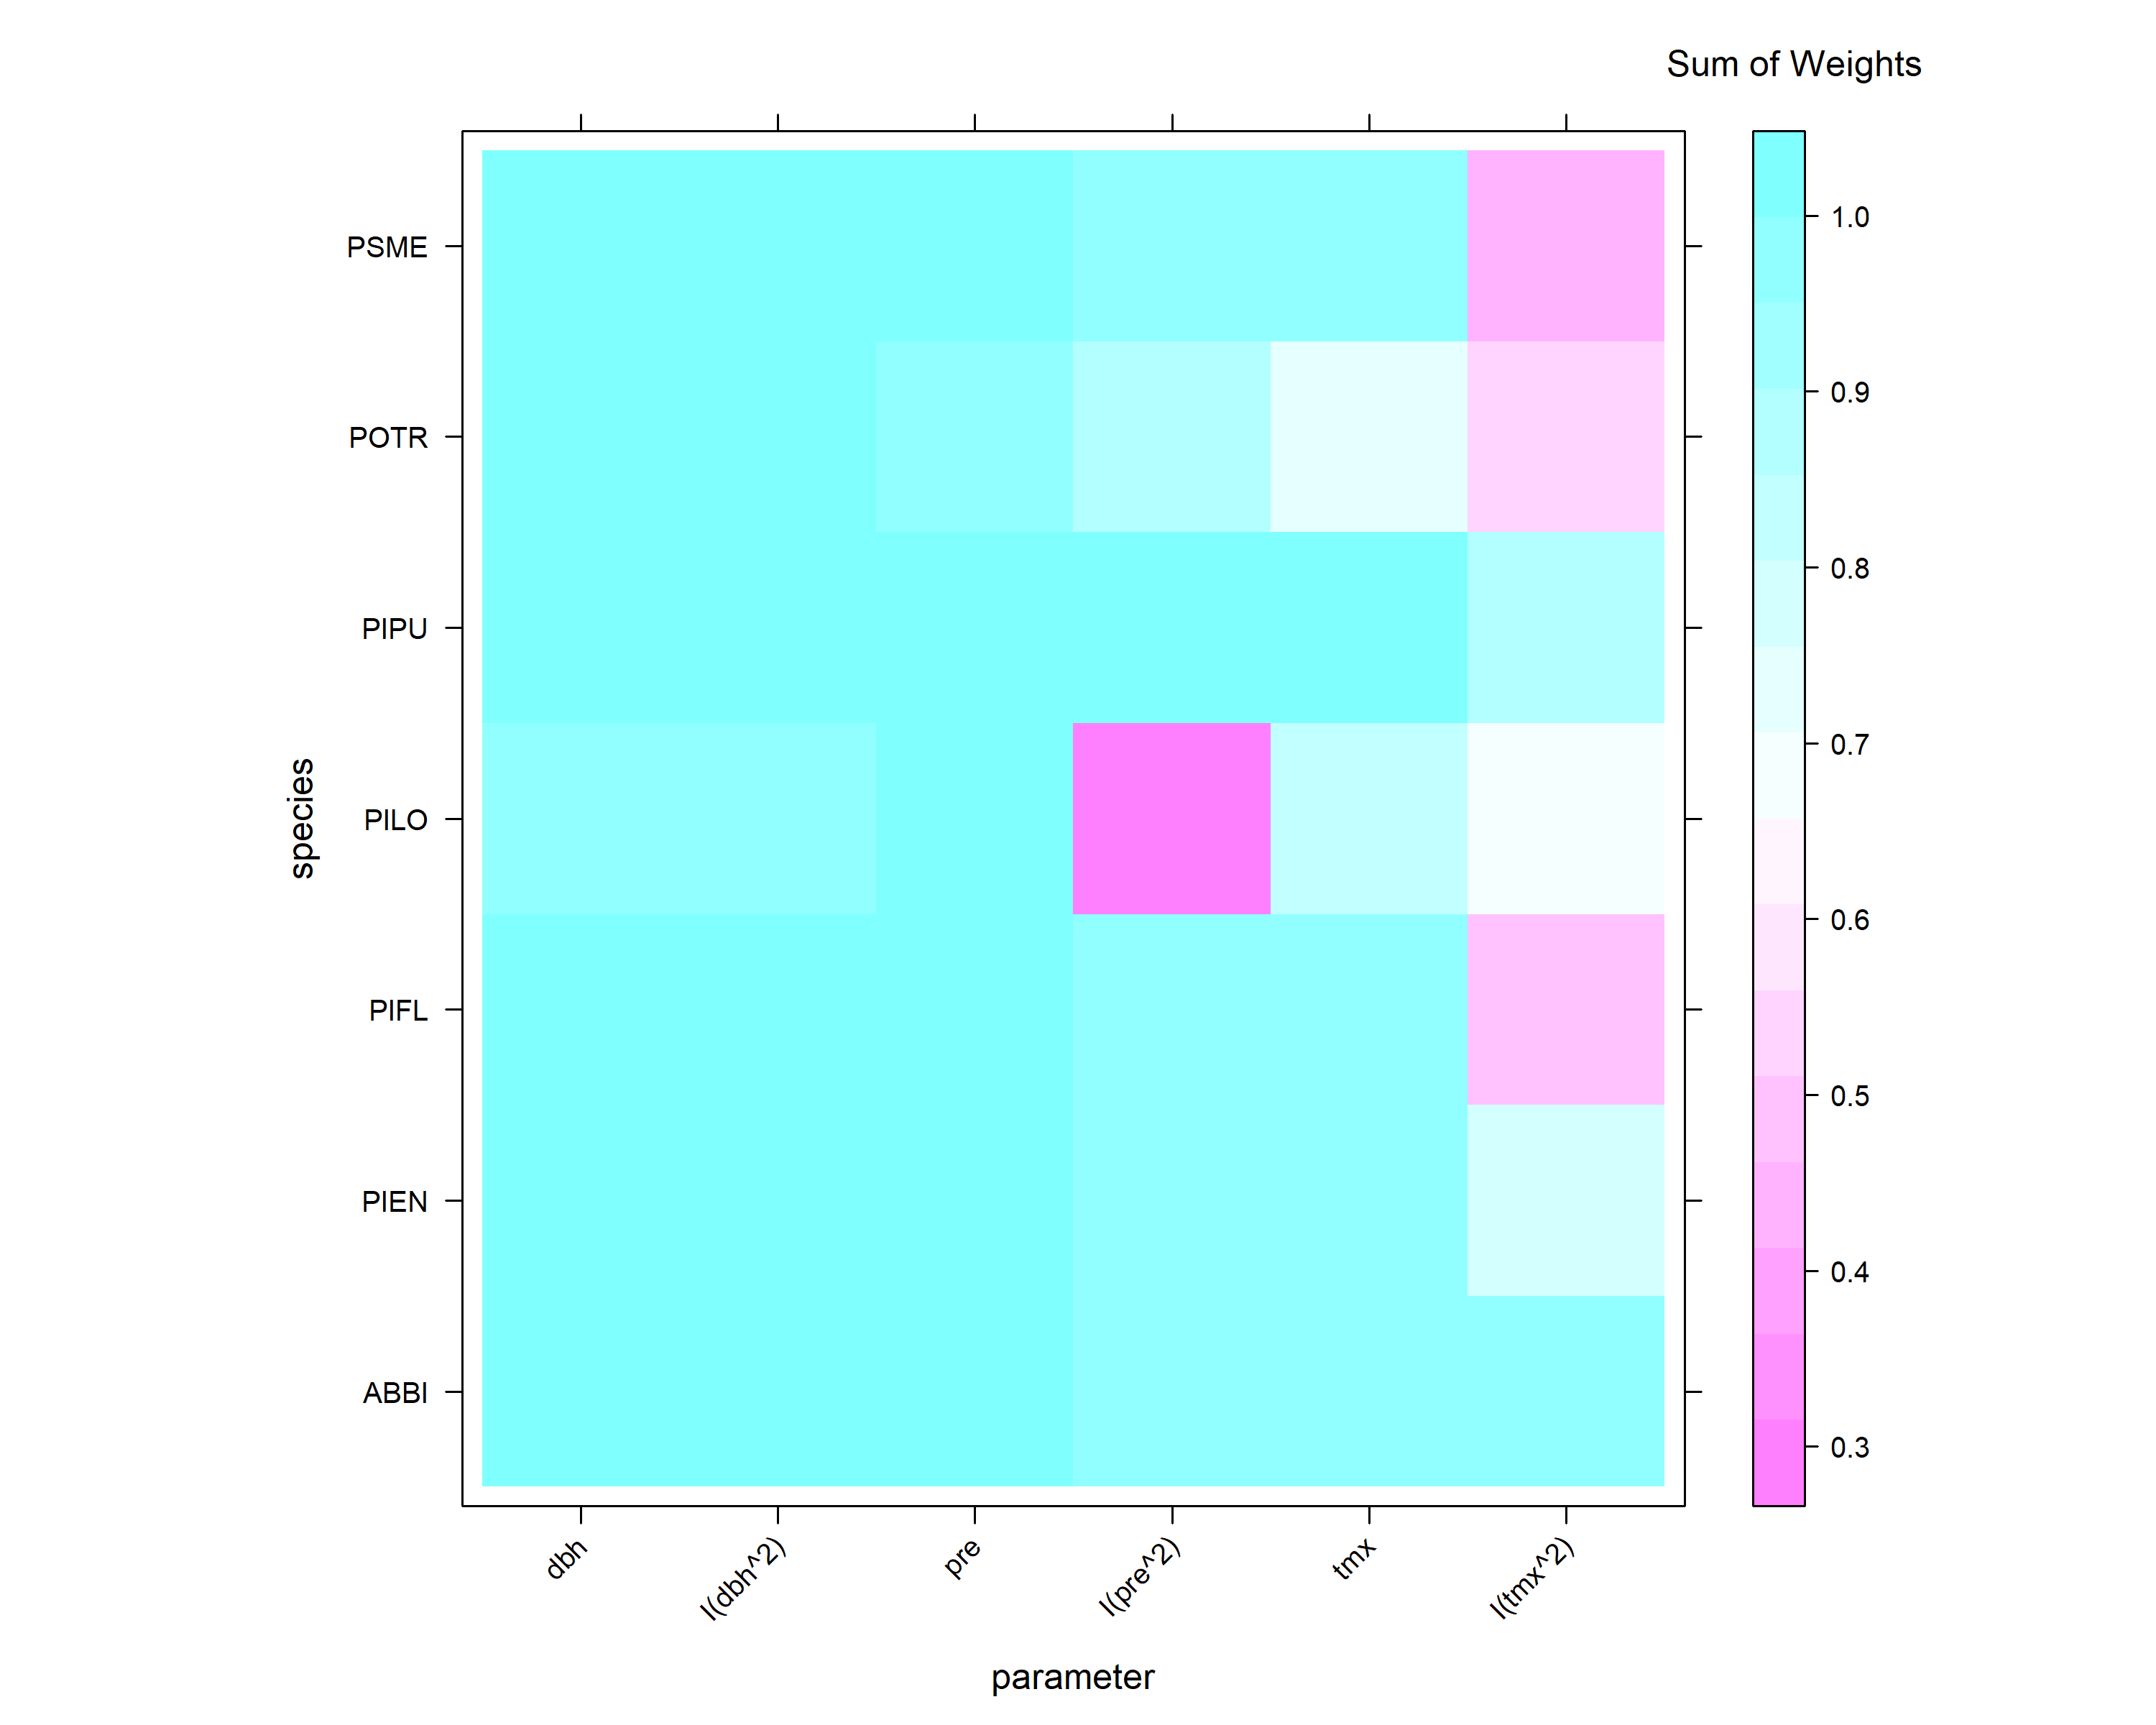 Sum of Weights
PSME
POTR
PIPU
PILO
PIFL
PIEN
ABBI
species
dbh
I(dbh^2)
pre
I(pre^2)
tmx
I(tmx^2)
parameter
1.0
0.9
0.8
0.7
0.6
0.5
0.4
0.3